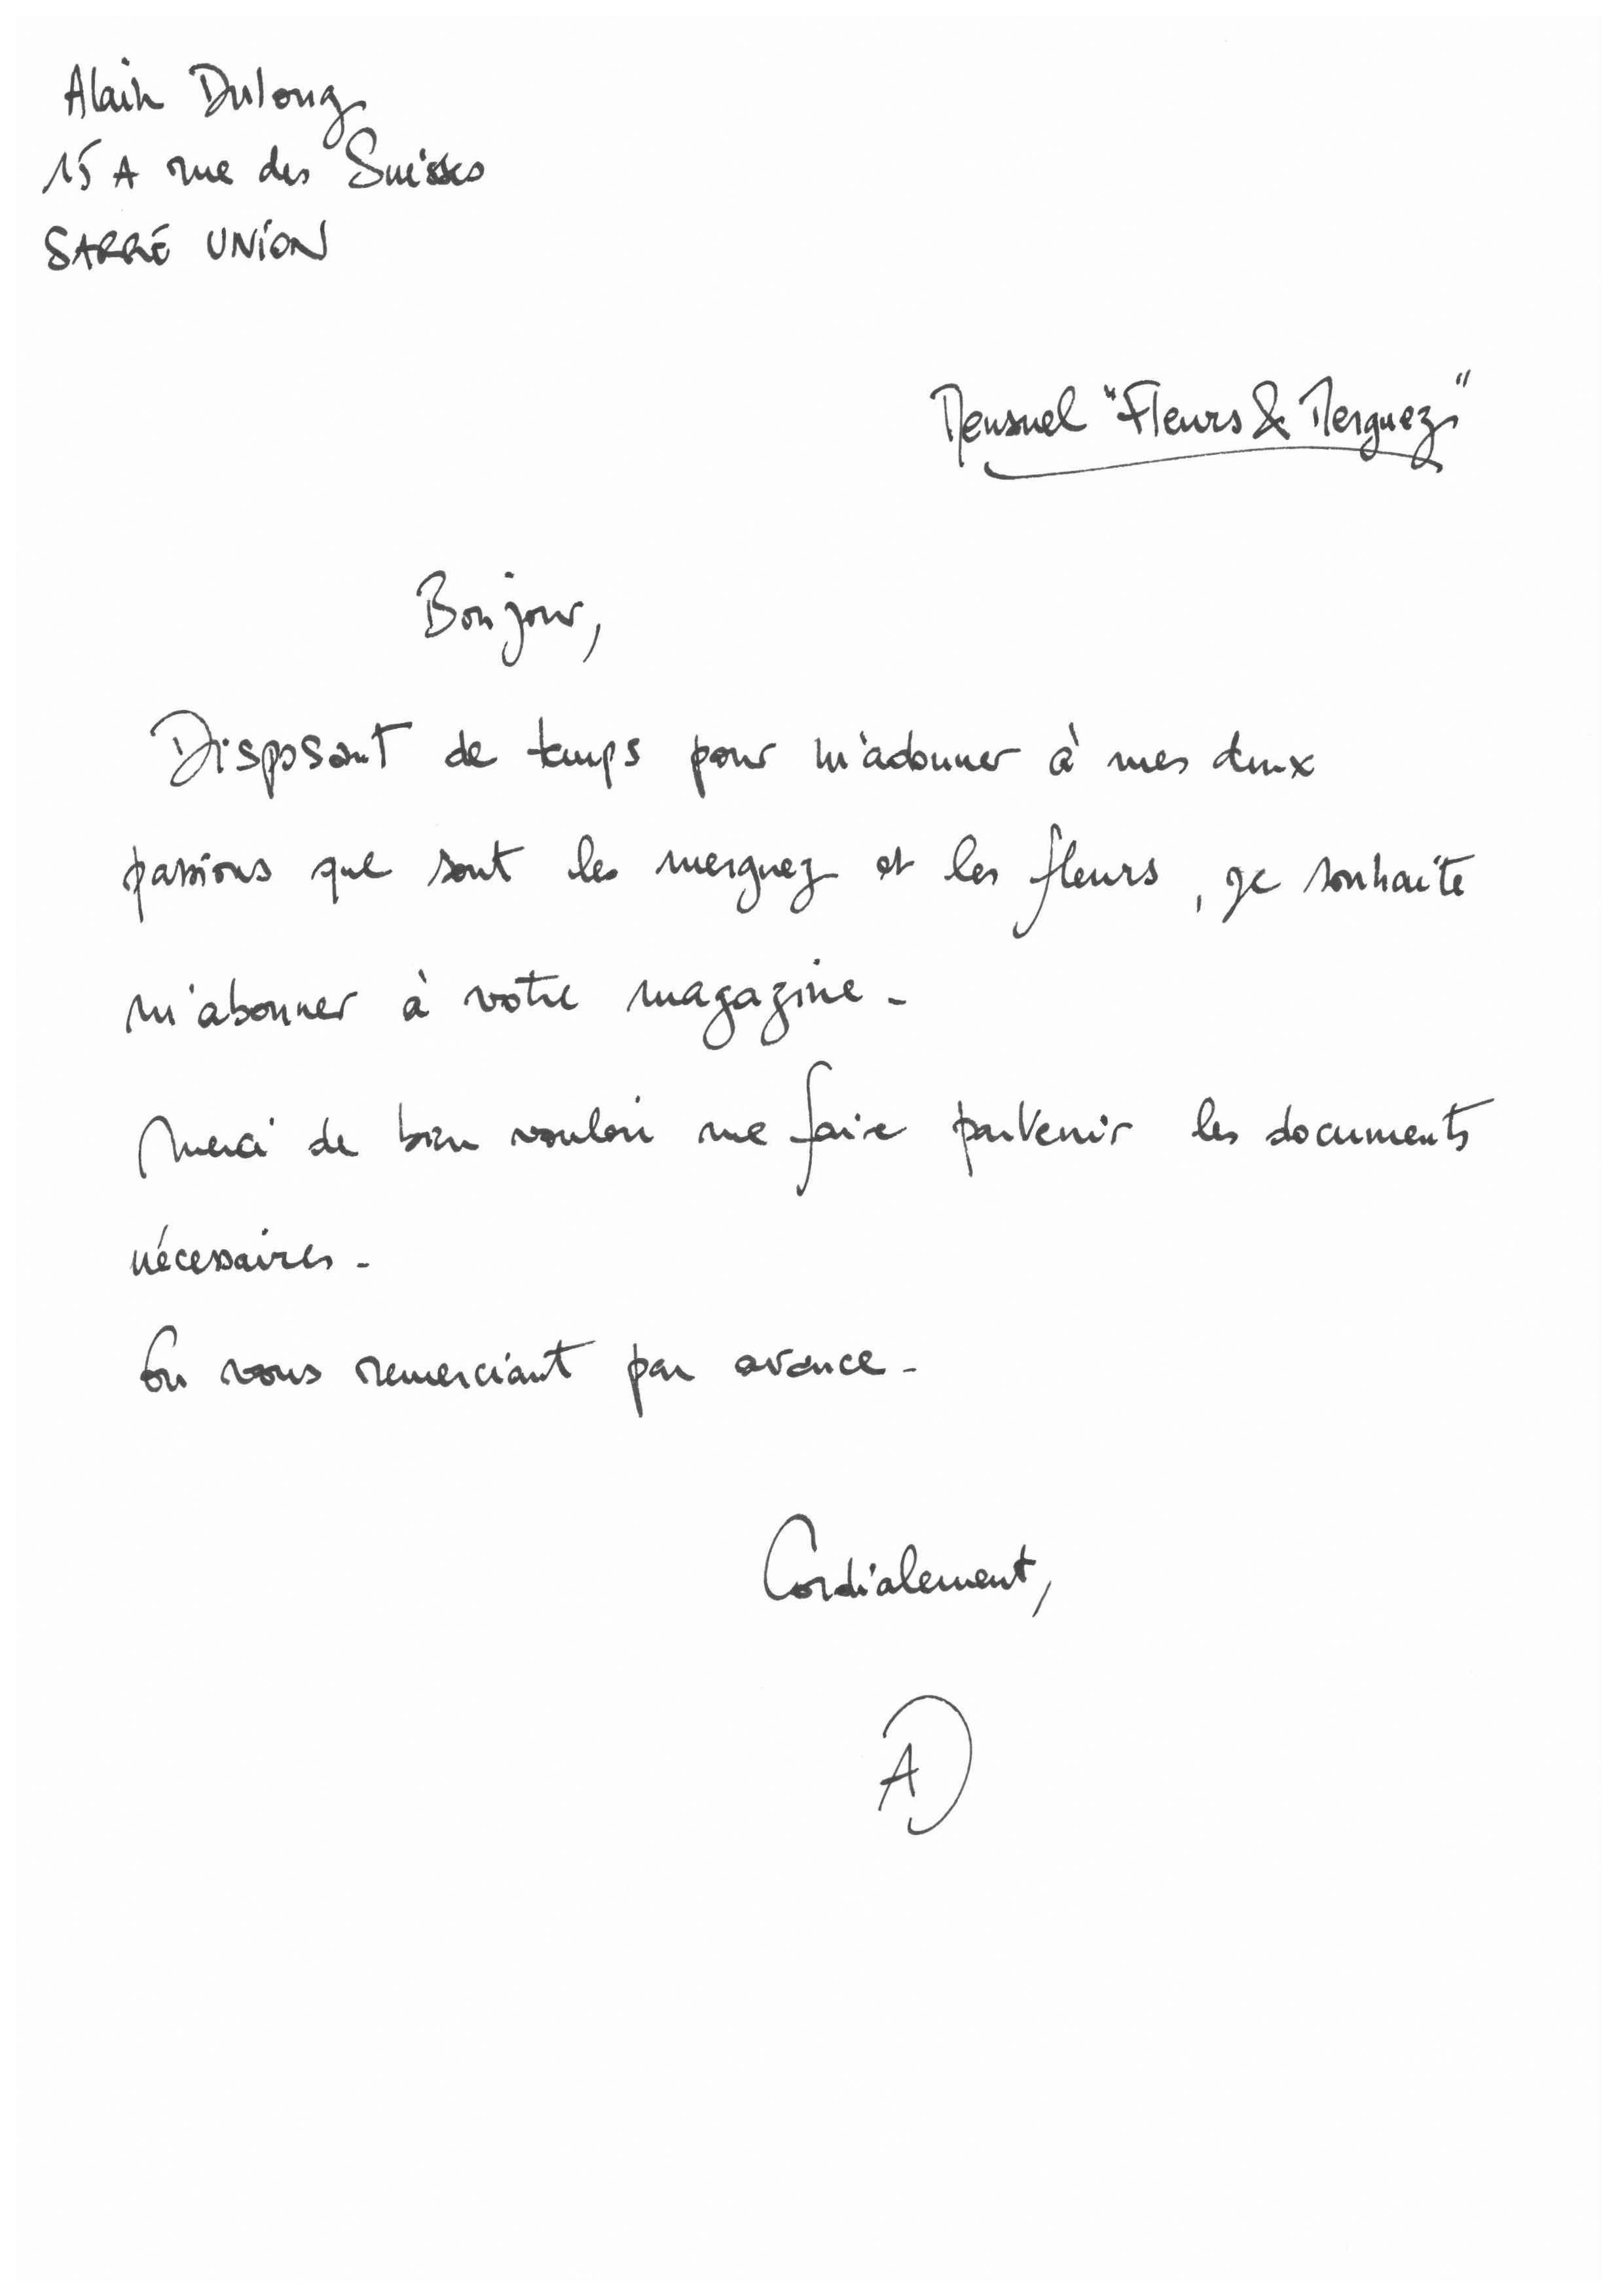 Alain Dulong
15 A rue des Suisses
SARRE UNION
Mensuel "Fleurs & Merguez"
Bonjour,
Disposant de temps pour m'adonner à mes deux
passions que sont les merguez et les fleurs, je souhaite
m'abonner à votre magazine.
Merci de bien vouloir me faire parvenir les documents
nécessaires.
En vous remerciant par avance.
Cordialement,
AD